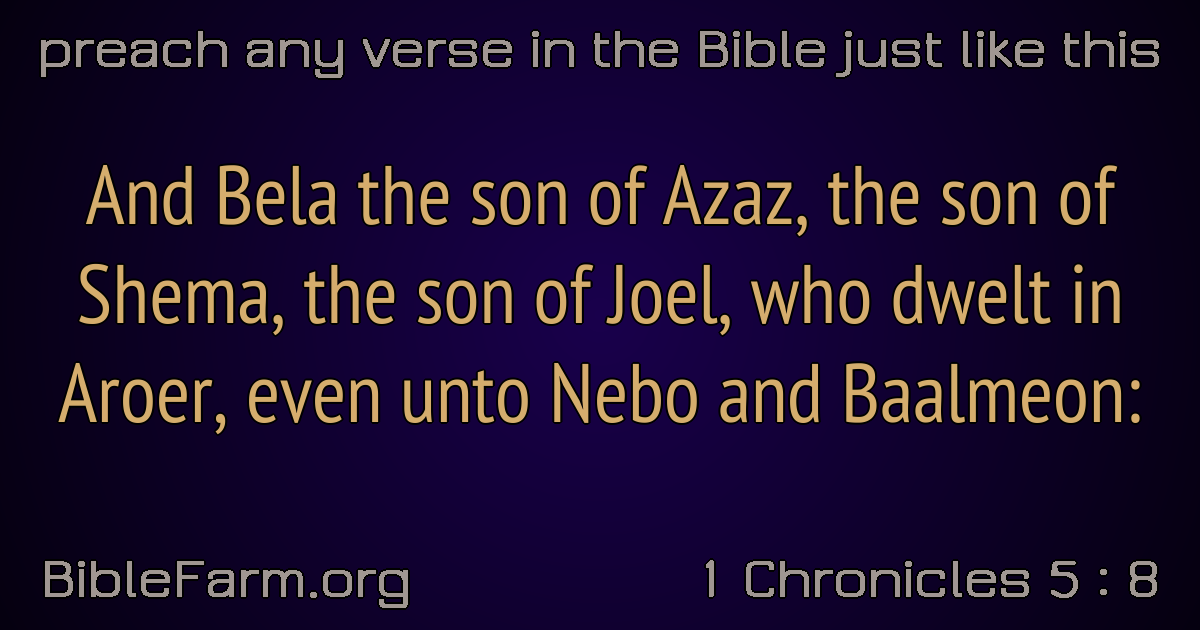 preach any verse in the Bible just like this
And Bela the son of Azaz, the son of
Shema, the son of Joel, who dwelt in
Aroer, even unto Nebo and Baalmeon:
BibleFarm.org
1 Chronicles 5 : 8